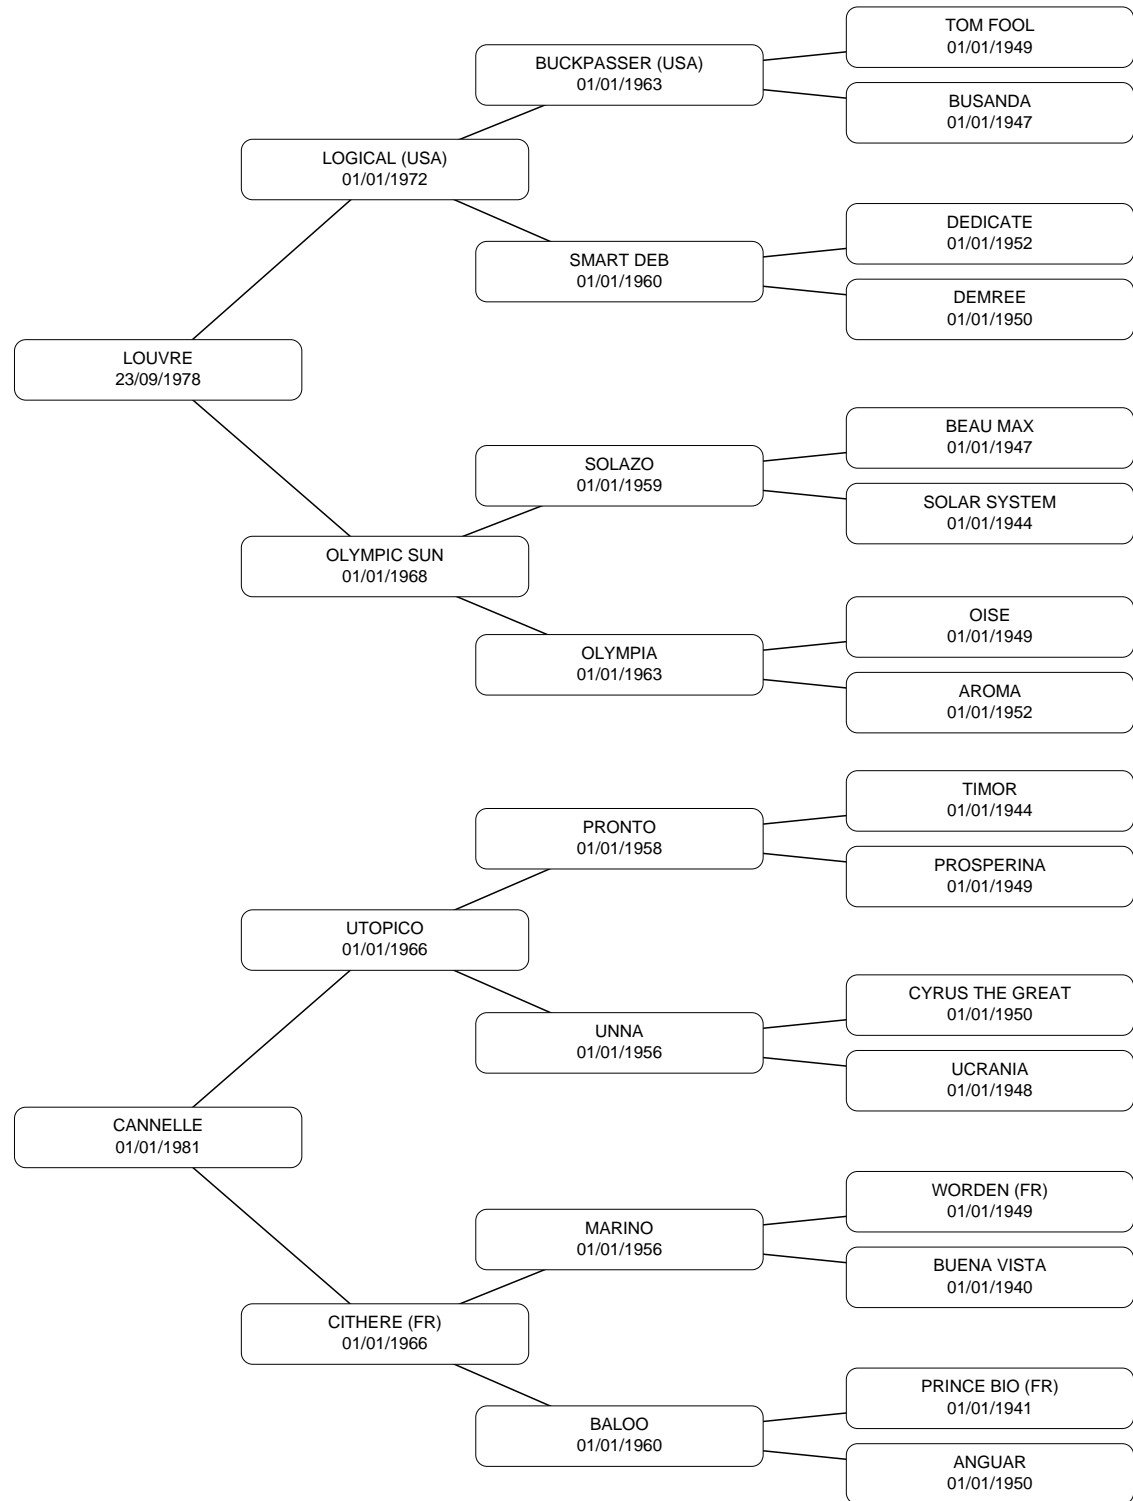 TOM FOOL
01/01/1949
BUCKPASSER (USA)
01/01/1963
BUSANDA
01/01/1947
LOGICAL (USA)
01/01/1972
DEDICATE
01/01/1952
SMART DEB
01/01/1960
DEMREE
01/01/1950
LOUVRE
23/09/1978
BEAU MAX
01/01/1947
SOLAZO
01/01/1959
SOLAR SYSTEM
01/01/1944
OLYMPIC SUN
01/01/1968
OISE
01/01/1949
OLYMPIA
01/01/1963
AROMA
01/01/1952
TIMOR
01/01/1944
PRONTO
01/01/1958
PROSPERINA
01/01/1949
UTOPICO
01/01/1966
CYRUS THE GREAT
01/01/1950
UNNA
01/01/1956
UCRANIA
01/01/1948
CANNELLE
01/01/1981
WORDEN (FR)
01/01/1949
MARINO
01/01/1956
BUENA VISTA
01/01/1940
CITHERE (FR)
01/01/1966
PRINCE BIO (FR)
01/01/1941
BALOO
01/01/1960
ANGUAR
01/01/1950